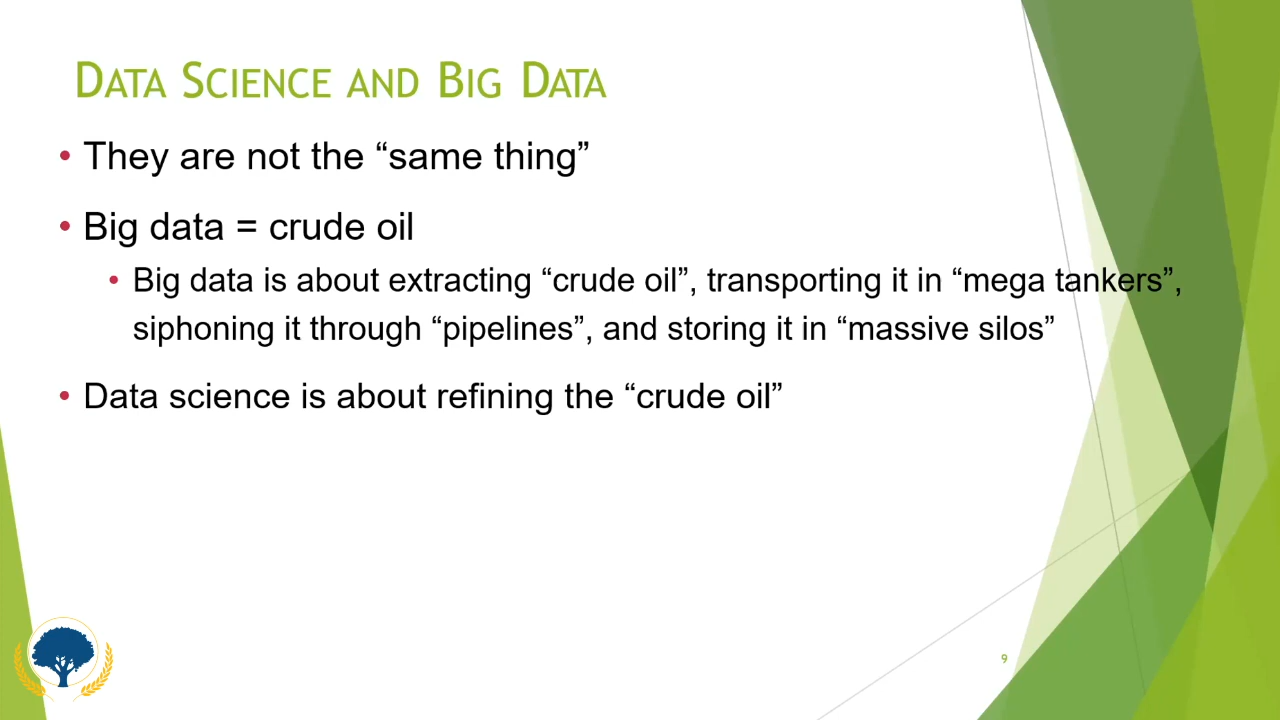 Data Science and Big Data
• They are not the “same thing”
• Big data = crude oil
• Big data is about extracting “crude oil”, transporting it in “mega tankers”,
siphoning it through “pipelines”, and storing it in “massive silos”
• Data science is about refining the “crude oil”
9